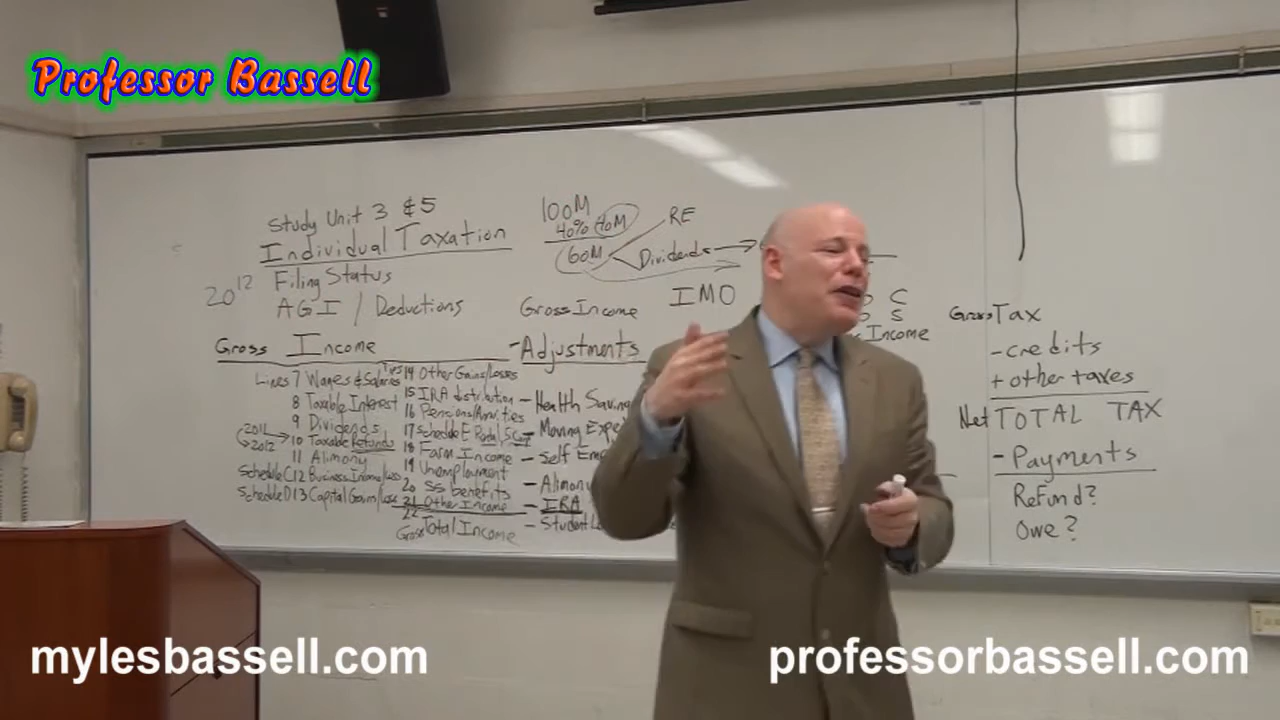 Professor Bassell
Study Unit 3 & 5
Individual Taxation
2012
Filing Status
AGI / Deductions
Gross Income
Lines 7 Wages & Salaries Tips
8 Taxable Interest
9 Dividends
2011
2012
10 Taxable Refunds
11 Alimony
Schedule C 12 Business Income/loss
Schedule D 13 Capital Gain/loss
14 Other Gains/Losses
15 IRA distribution
16 Pensions/Annuities
17 Schedule E Rental, S Corp
18 Farm Income
19 Unemployment
20 SS benefits
21 Other Income
22
Gross Total Income
100M
40% 40M
60M
RE
Dividends
IMO
Gross Income
- Adjustments
- Health Saving
- Moving Expe
- Self Em
- Alimony
- IRA
- Student L
C
S
Income
Gross Tax
- credits
+ other taxes
Net TOTAL TAX
- Payments
Refund?
Owe?
mylesbassell.com
professorbassell.com